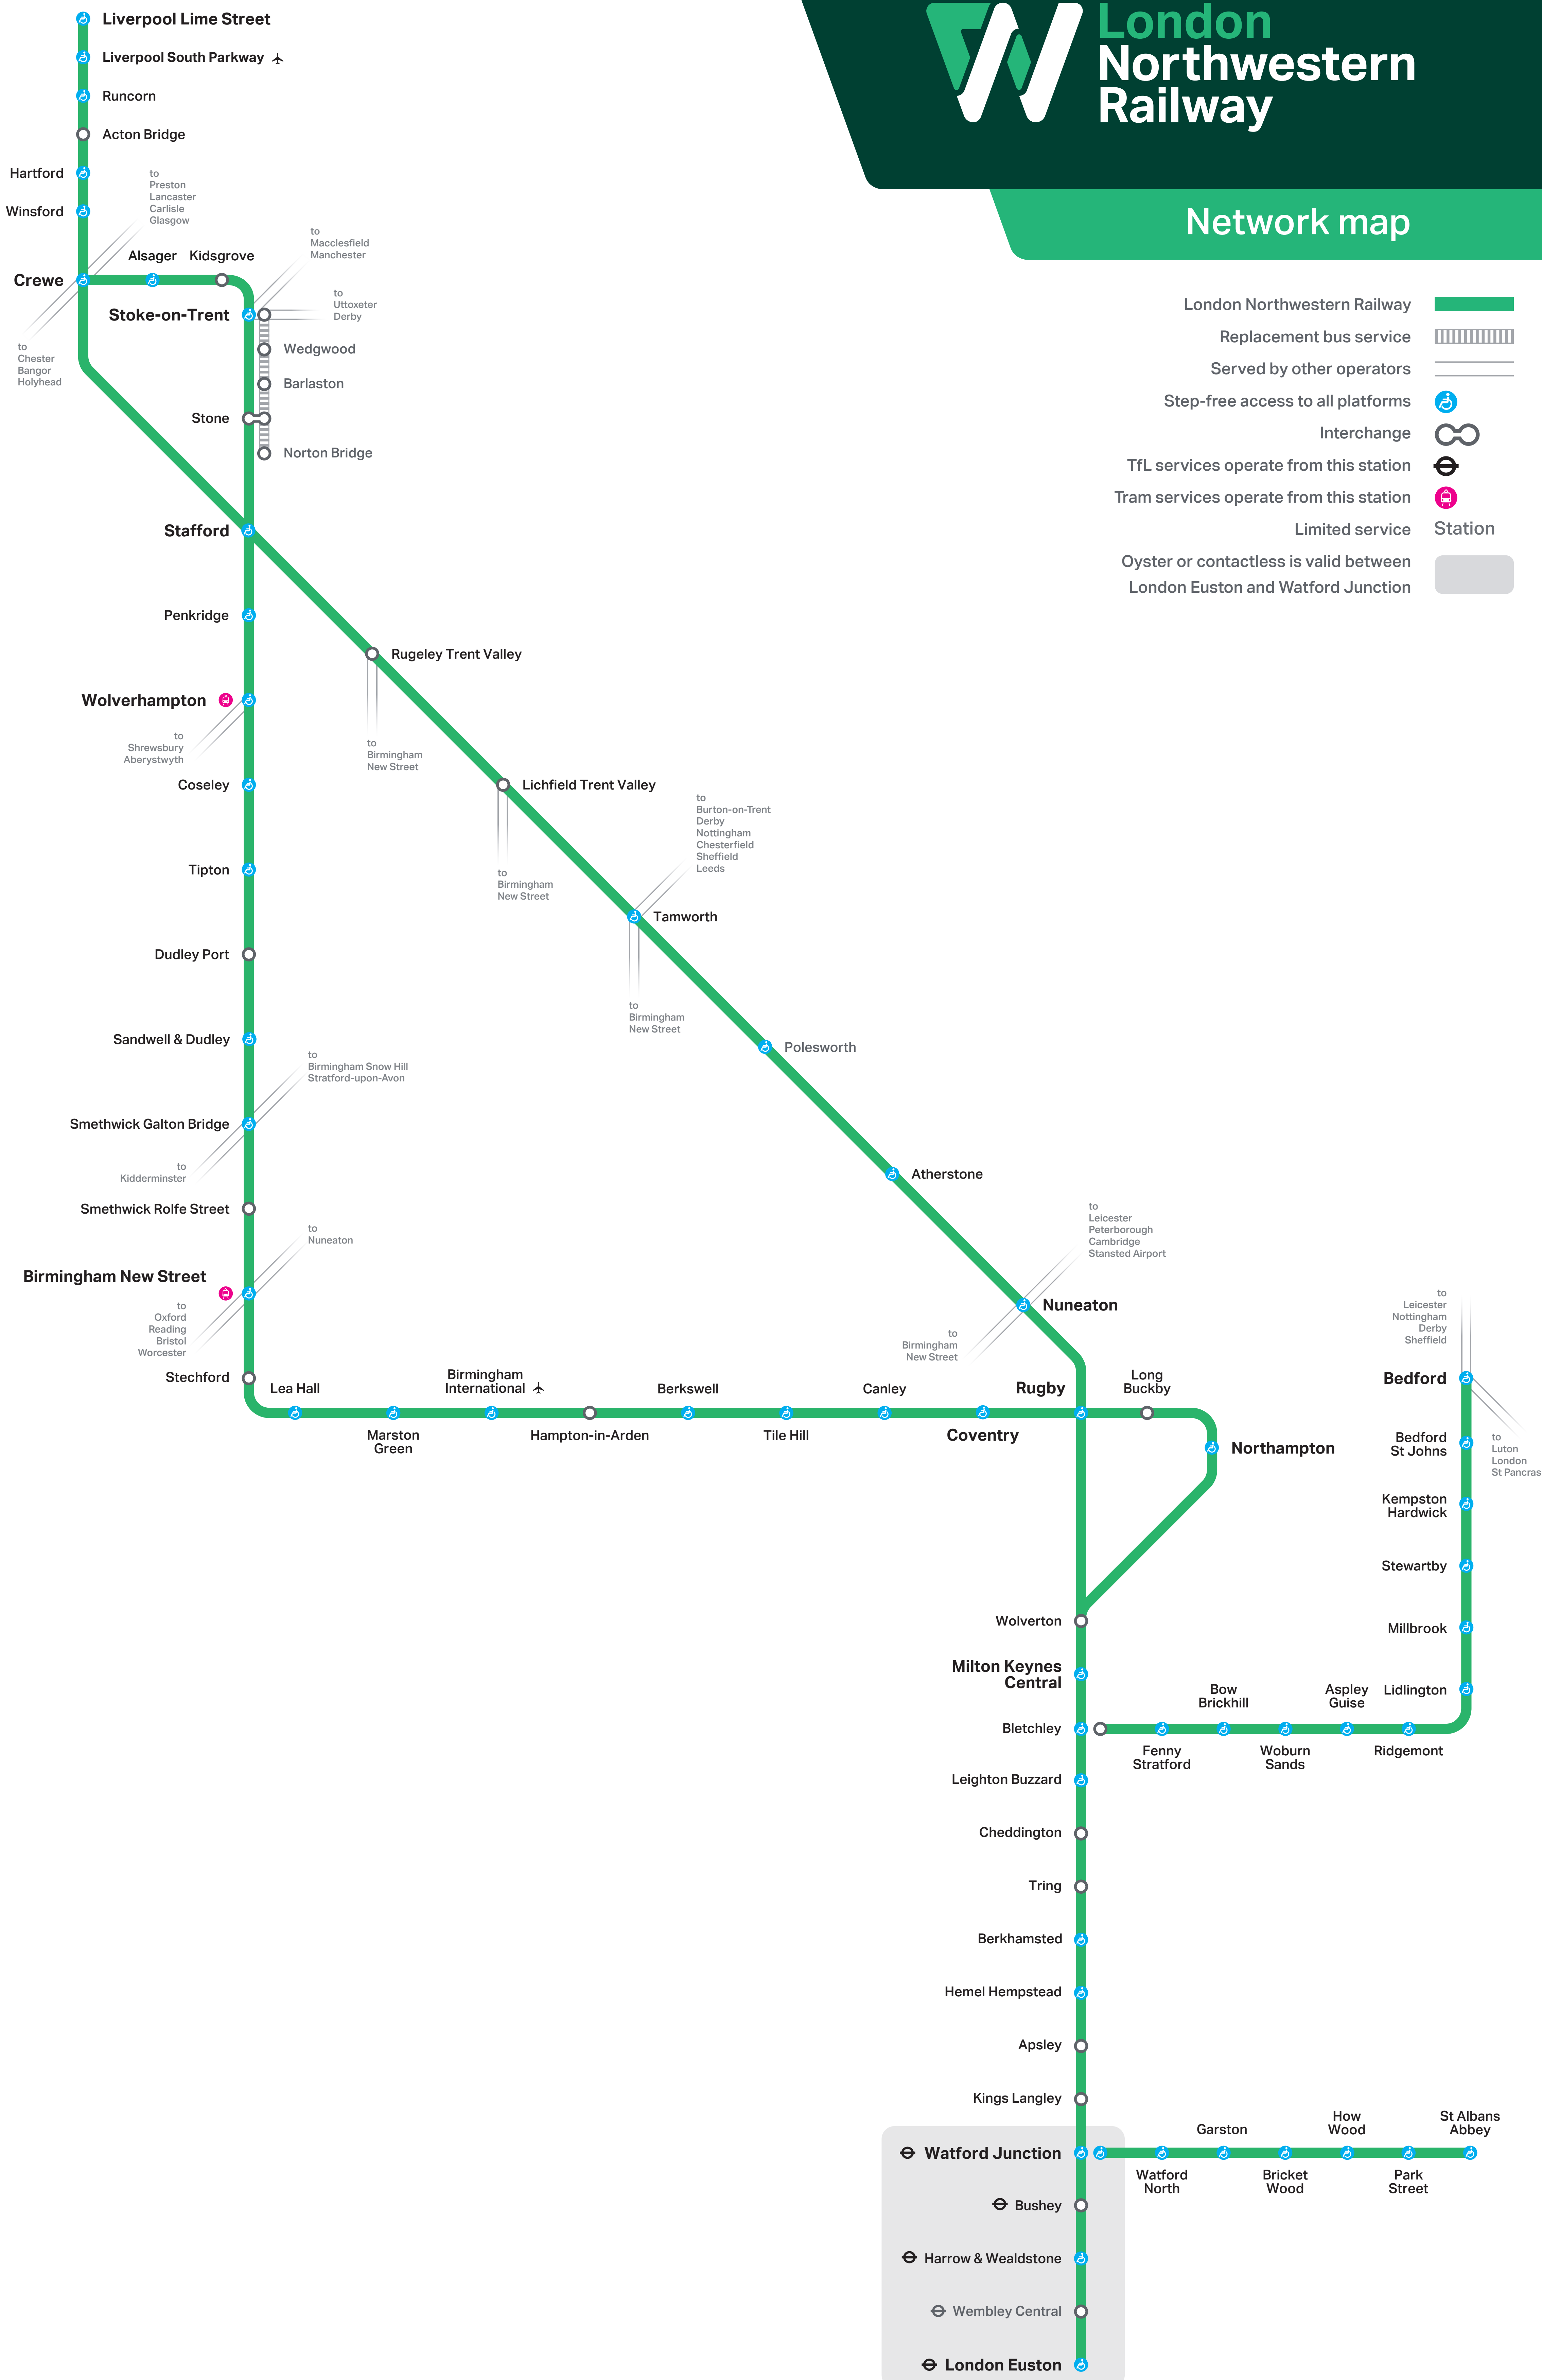 London
Northwestern
Railway
Network map
London Northwestern Railway
Replacement bus service
Served by other operators
Step-free access to all platforms
Interchange
TfL services operate from this station
Tram services operate from this station
Limited service
Station
Oyster or contactless is valid between
London Euston and Watford Junction
Liverpool Lime Street
Liverpool South Parkway
Runcorn
Acton Bridge
Hartford
Winsford
to
Preston
Lancaster
Carlisle
Glasgow
Crewe
Alsager
Kidsgrove
to
Chester
Bangor
Holyhead
to
Macclesfield
Manchester
to
Uttoxeter
Derby
Stoke-on-Trent
Wedgwood
Barlaston
Stone
Norton Bridge
Stafford
Penkridge
Wolverhampton
to
Shrewsbury
Aberystwyth
Coseley
Tipton
Dudley Port
Sandwell & Dudley
to
Birmingham Snow Hill
Stratford-upon-Avon
Smethwick Galton Bridge
to
Kidderminster
Smethwick Rolfe Street
to
Nuneaton
Birmingham New Street
to
Oxford
Reading
Bristol
Worcester
Stechford
Rugeley Trent Valley
to
Birmingham
New Street
Lichfield Trent Valley
to
Birmingham
New Street
to
Burton-on-Trent
Derby
Nottingham
Chesterfield
Sheffield
Leeds
Tamworth
to
Birmingham
New Street
Polesworth
Atherstone
to
Leicester
Peterborough
Cambridge
Stansted Airport
Nuneaton
to
Birmingham
New Street
Lea Hall
Marston
Green
Birmingham
International
Hampton-in-Arden
Berkswell
Tile Hill
Canley
Coventry
Rugby
Long
Buckby
Northampton
to
Leicester
Nottingham
Derby
Sheffield
Bedford
to
Luton
London
St Pancras
Bedford
St Johns
Kempston
Hardwick
Stewartby
Millbrook
Lidlington
Ridgmont
Aspley
Guise
Woburn
Sands
Bow
Brickhill
Fenny
Stratford
Wolverton
Milton Keynes
Central
Bletchley
Leighton Buzzard
Cheddington
Tring
Berkhamsted
Hemel Hempstead
Apsley
Kings Langley
Watford Junction
Watford
North
Garston
Bricket
Wood
How
Wood
Park
Street
St Albans
Abbey
Bushey
Harrow & Wealdstone
Wembley Central
London Euston